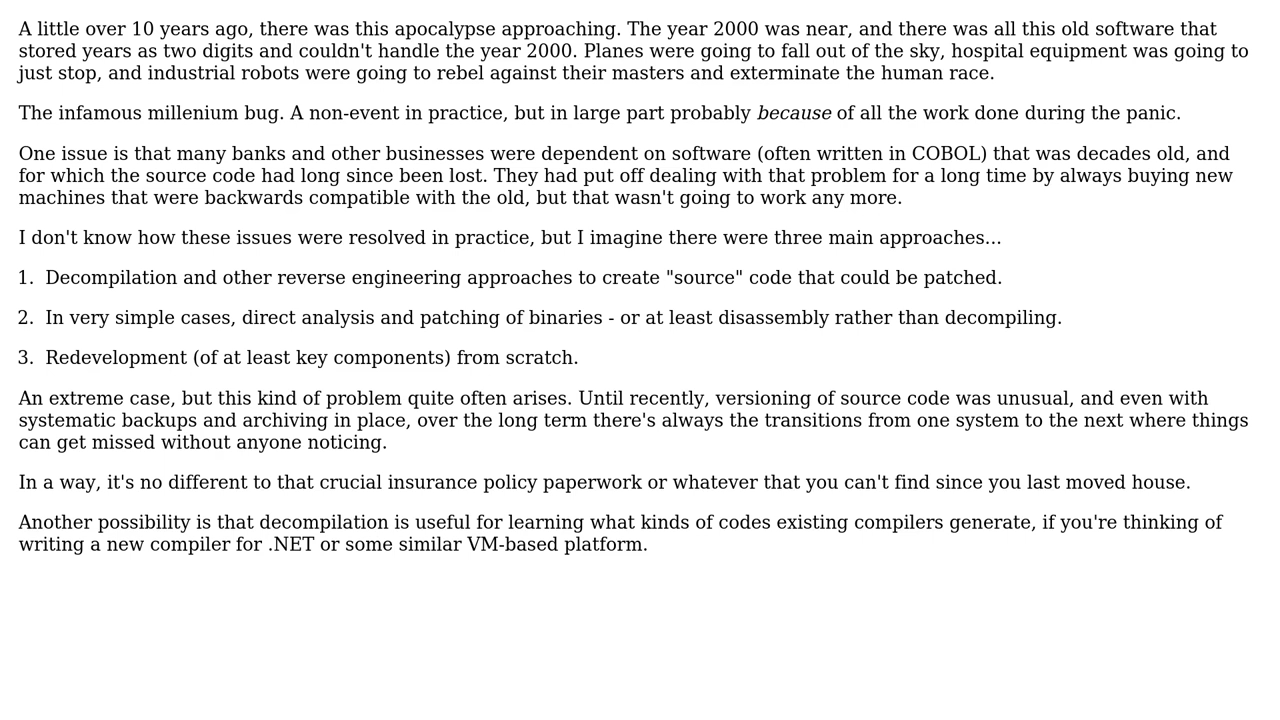 A little over 10 years ago, there was this apocalypse approaching. The year 2000 was near, and there was all this old software that
stored years as two digits and couldn't handle the year 2000. Planes were going to fall out of the sky, hospital equipment was going to
just stop, and industrial robots were going to rebel against their masters and exterminate the human race.
The infamous millenium bug. A non-event in practice, but in large part probably because of all the work done during the panic.
One issue is that many banks and other businesses were dependent on software (often written in COBOL) that was decades old, and
for which the source code had long since been lost. They had put off dealing with that problem for a long time by always buying new
machines that were backwards compatible with the old, but that wasn't going to work any more.
I don't know how these issues were resolved in practice, but I imagine there were three main approaches...
1. Decompilation and other reverse engineering approaches to create "source" code that could be patched.
2. In very simple cases, direct analysis and patching of binaries - or at least disassembly rather than decompiling.
3. Redevelopment (of at least key components) from scratch.
An extreme case, but this kind of problem quite often arises. Until recently, versioning of source code was unusual, and even with
systematic backups and archiving in place, over the long term there's always the transitions from one system to the next where things
can get missed without anyone noticing.
In a way, it's no different to that crucial insurance policy paperwork or whatever that you can't find since you last moved house.
Another possibility is that decompilation is useful for learning what kinds of codes existing compilers generate, if you're thinking of
writing a new compiler for .NET or some similar VM-based platform.